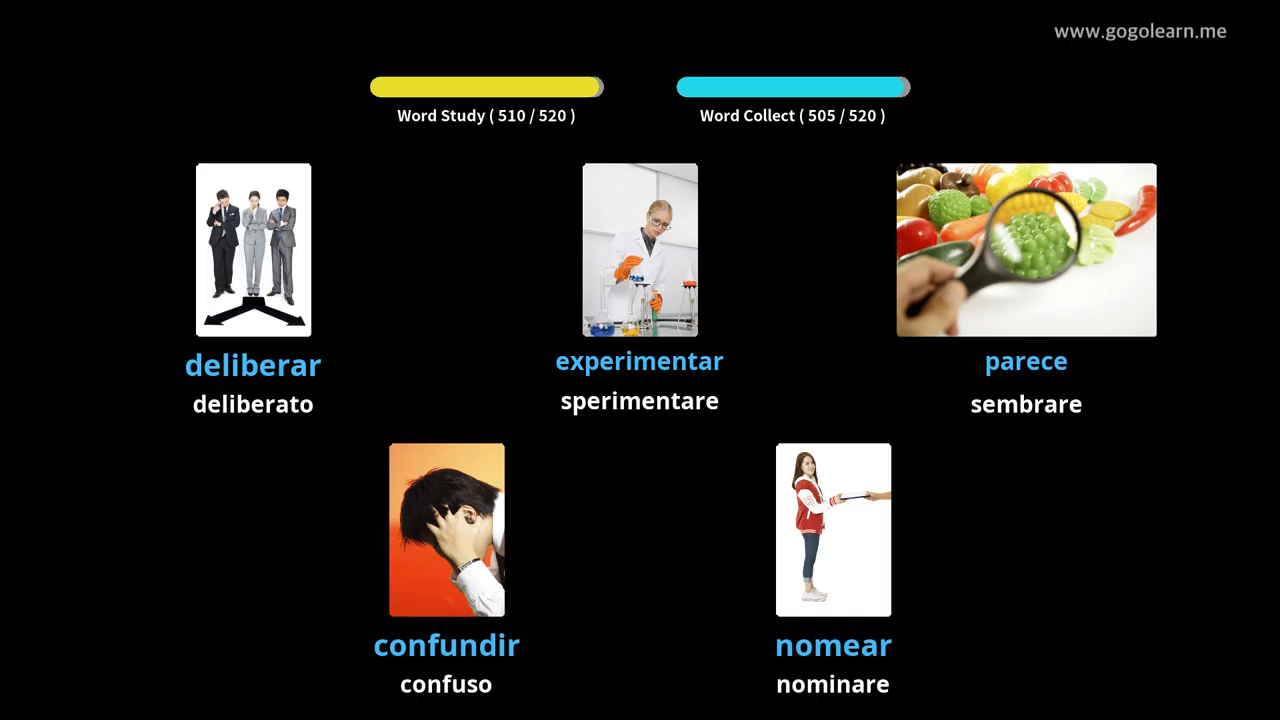 www.gogolearn.me
Word Study ( 510 / 520 )
Word Collect ( 505 / 520 )
deliberar
deliberato
experimentar
sperimentare
parece
sembrare
confundir
confuso
nomear
nominare